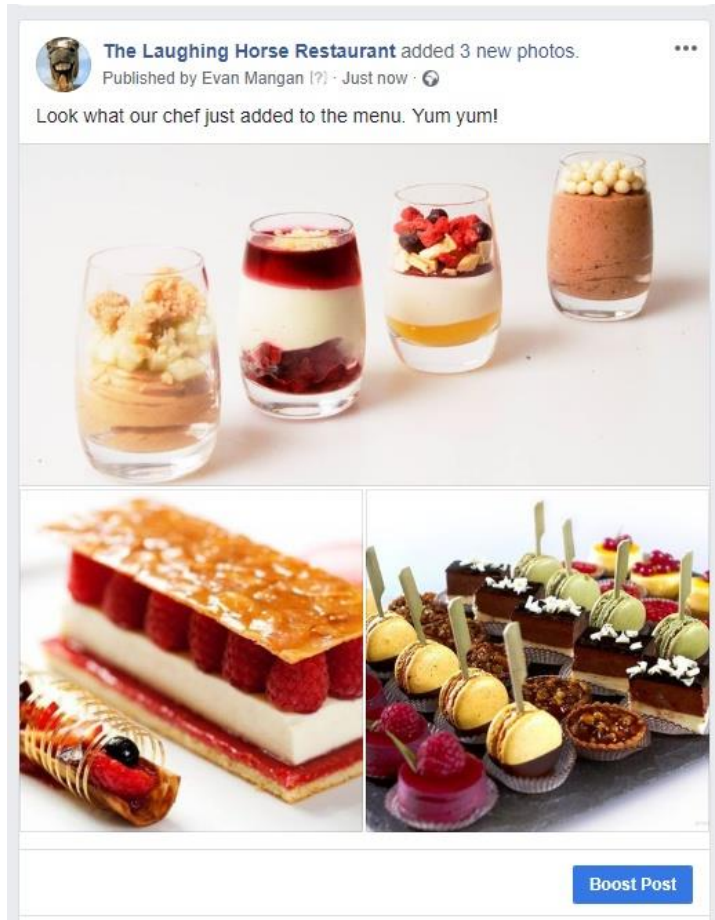 The Laughing Horse Restaurant added 3 new photos.
Published by Evan Mangan [?] · Just now ·
Look what our chef just added to the menu. Yum yum!
Boost Post